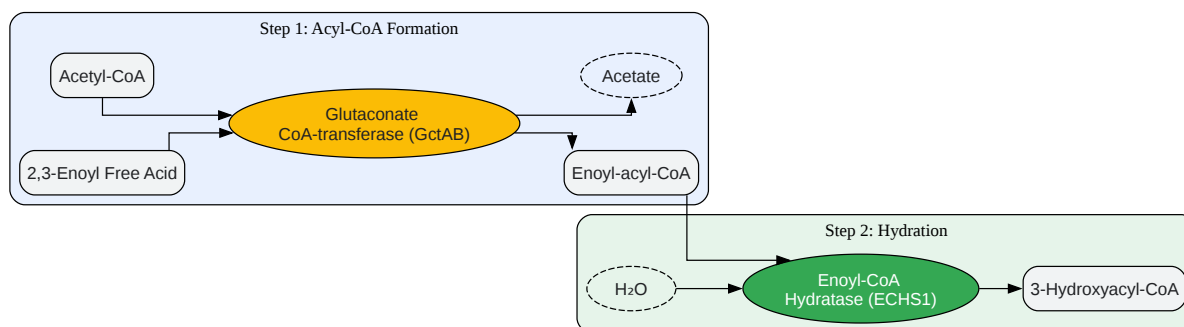 Step 1: Acyl-CoA Formation
Acetyl-CoA
Acetate
Glutaconate
CoA-transferase (GctAB)
2,3-Enoyl Free Acid
Enoyl-acyl-CoA
Step 2: Hydration
H₂O
Enoyl-CoA
Hydratase (ECHS1)
3-Hydroxyacyl-CoA